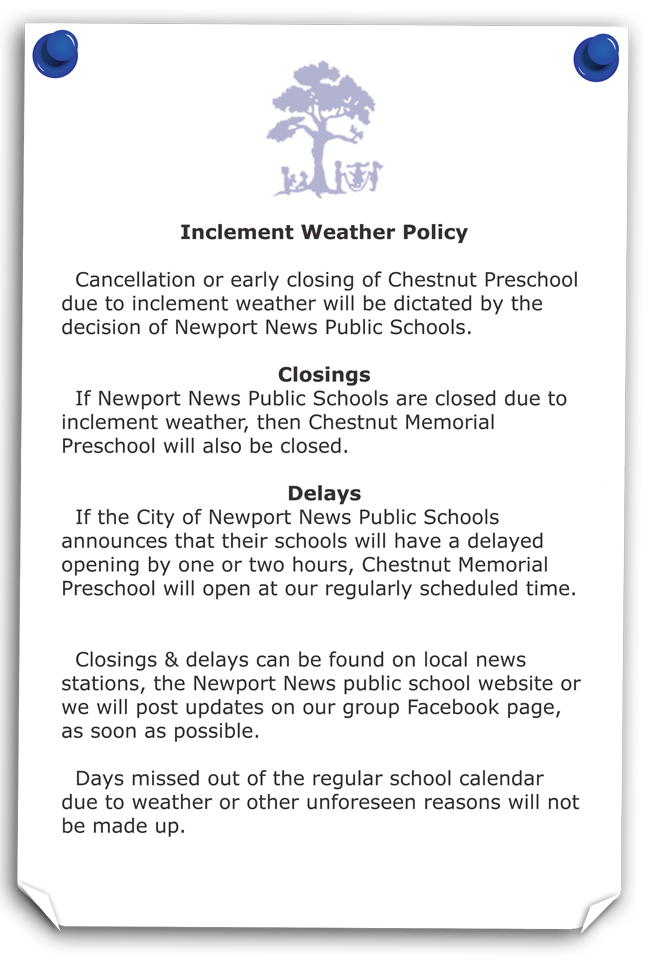 Inclement Weather Policy
Cancellation or early closing of Chestnut Preschool
due to inclement weather will be dictated by the
decision of Newport News Public Schools.
Closings
If Newport News Public Schools are closed due to
inclement weather, then Chestnut Memorial
Preschool will also be closed.
Delays
If the City of Newport News Public Schools
announces that their schools will have a delayed
opening by one or two hours, Chestnut Memorial
Preschool will open at our regularly scheduled time.
Closings & delays can be found on local news
stations, the Newport News public school website or
we will post updates on our group Facebook page,
as soon as possible.
Days missed out of the regular school calendar
due to weather or other unforeseen reasons will not
be made up.